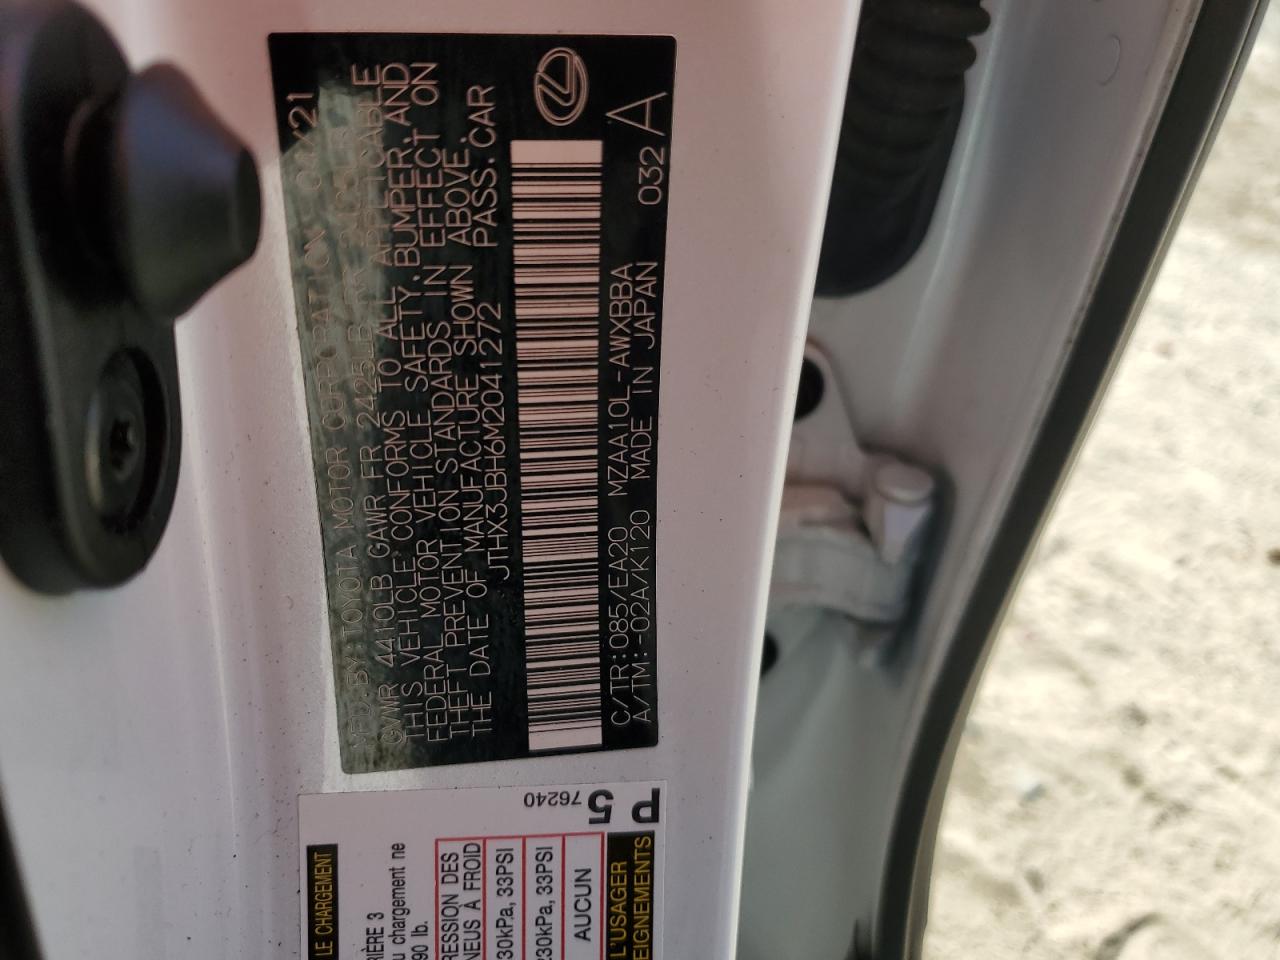 MFD. BY: TOYOTA MOTOR CORPORATION /21
GVWR 4410LB GAWR FR 2425LB RR
THIS VEHICLE CONFORMS TO ALL APPLICABLE
FEDERAL MOTOR VEHICLE SAFETY, BUMPER, AND
THEFT PREVENTION STANDARDS IN EFFECT ON
THE DATE OF MANUFACTURE SHOWN ABOVE.
JTHX3JBH6M2041272 PASS. CAR
C/TR:085/EA20 MZAA10L-AWXBBA
A/TM:-02A/K120 MADE IN JAPAN 032 A
LE CHARGEMENT
RIÈRE 3
u chargement ne
90 lb.
RESSION DES
NEUS À FROID
230kPa, 33PSI
230kPa, 33PSI
AUCUN
L'USAGER
EIGNEMENTS
76240
5
P